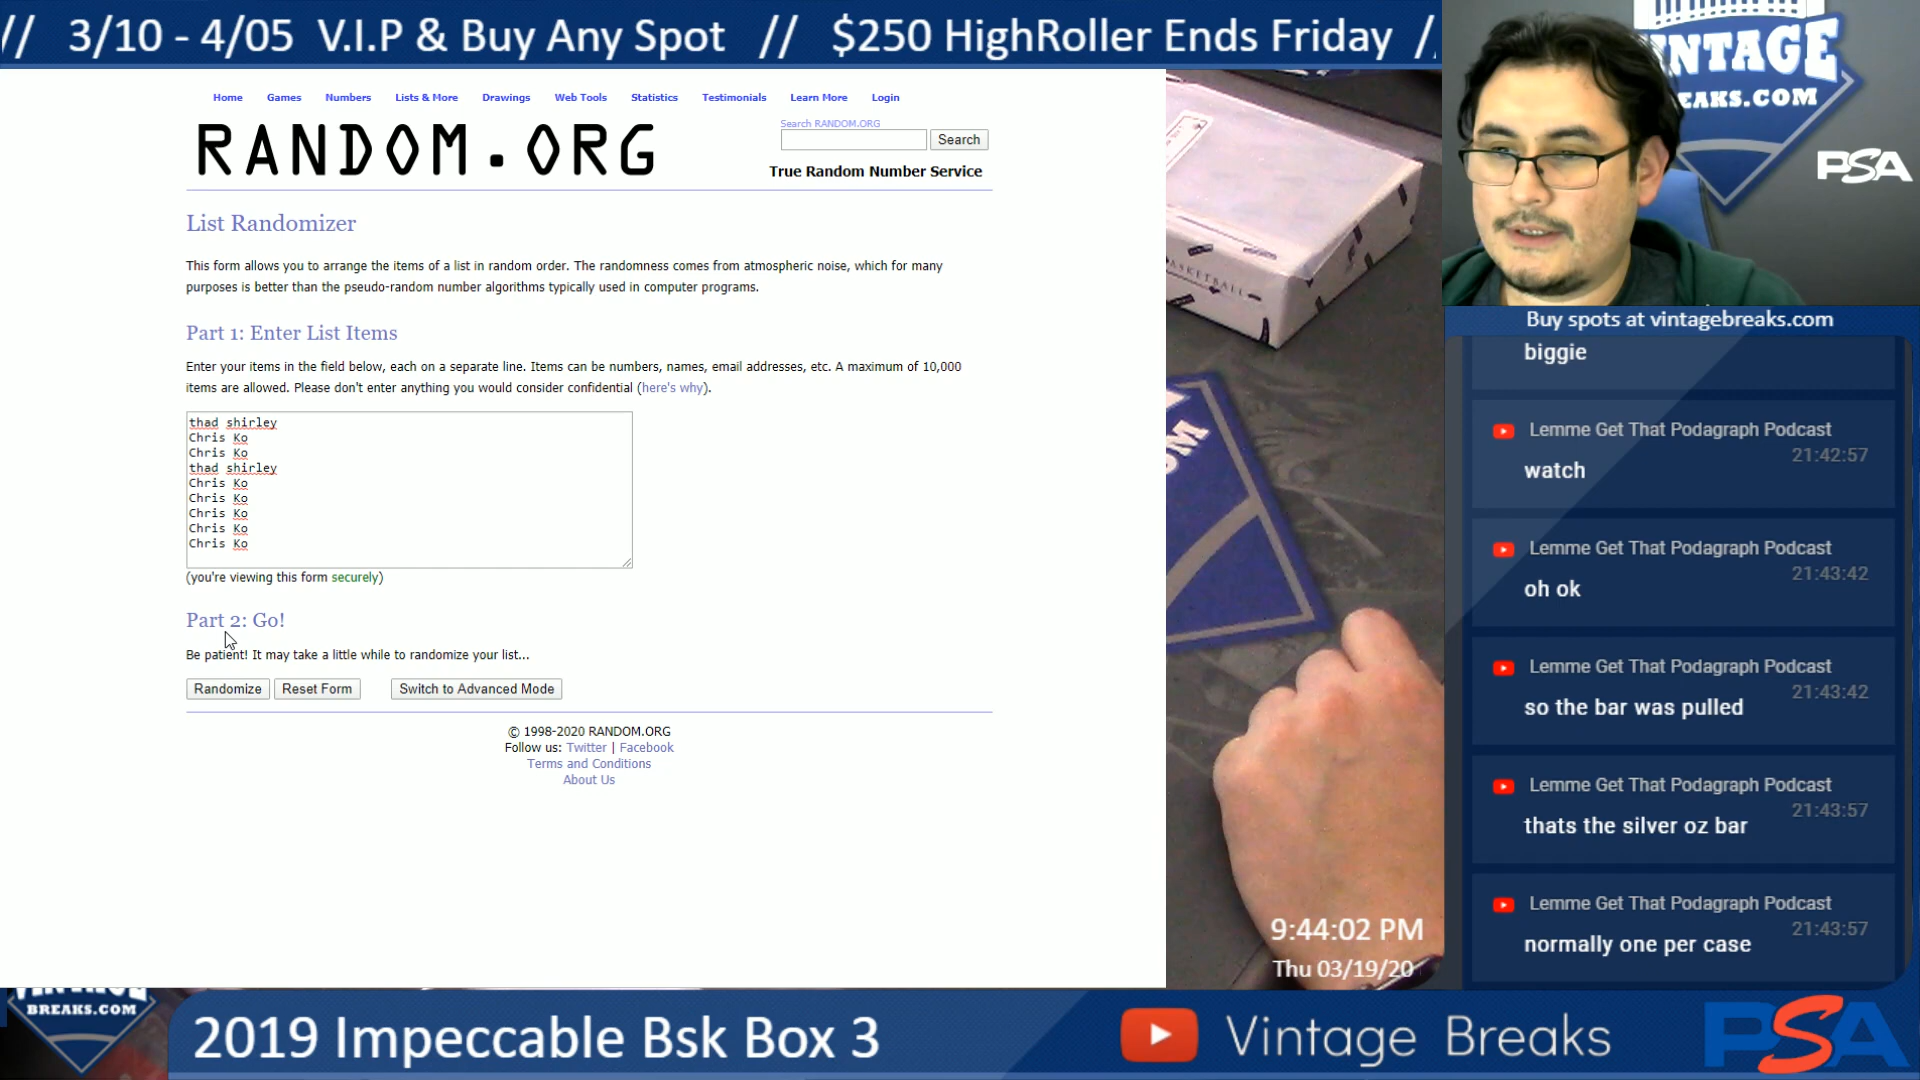 // 3/10 - 4/05 V.I.P & Buy Any Spot // $250 HighRoller Ends Friday /
Home Games Numbers Lists & More Drawings Web Tools Statistics Testimonials Learn More Login
RANDOM.ORG
Search RANDOM.ORG
Search
True Random Number Service
List Randomizer
This form allows you to arrange the items of a list in random order. The randomness comes from atmospheric noise, which for many
purposes is better than the pseudo-random number algorithms typically used in computer programs.
Part 1: Enter List Items
Enter your items in the field below, each on a separate line. Items can be numbers, names, email addresses, etc. A maximum of 10,000
items are allowed. Please don't enter anything you would consider confidential (here's why).
thad shirley
Chris Ko
Chris Ko
thad shirley
Chris Ko
Chris Ko
Chris Ko
Chris Ko
Chris Ko
(you're viewing this form securely)
Part 2: Go!
Be patient! It may take a little while to randomize your list...
Randomize Reset Form Switch to Advanced Mode
© 1998-2020 RANDOM.ORG
Follow us: Twitter | Facebook
Terms and Conditions
About Us
BASKETBALL
9:44:02 PM
Thu 03/19/20
NTAGE
EAKS.COM
PSA
Buy spots at vintagebreaks.com
biggie
Lemme Get That Podagraph Podcast
21:42:57
watch
Lemme Get That Podagraph Podcast
21:43:42
oh ok
Lemme Get That Podagraph Podcast
21:43:42
so the bar was pulled
Lemme Get That Podagraph Podcast
21:43:57
thats the silver oz bar
Lemme Get That Podagraph Podcast
21:43:57
normally one per case
VINTAGE
BREAKS.COM
2019 Impeccable Bsk Box 3
Vintage Breaks
PSA